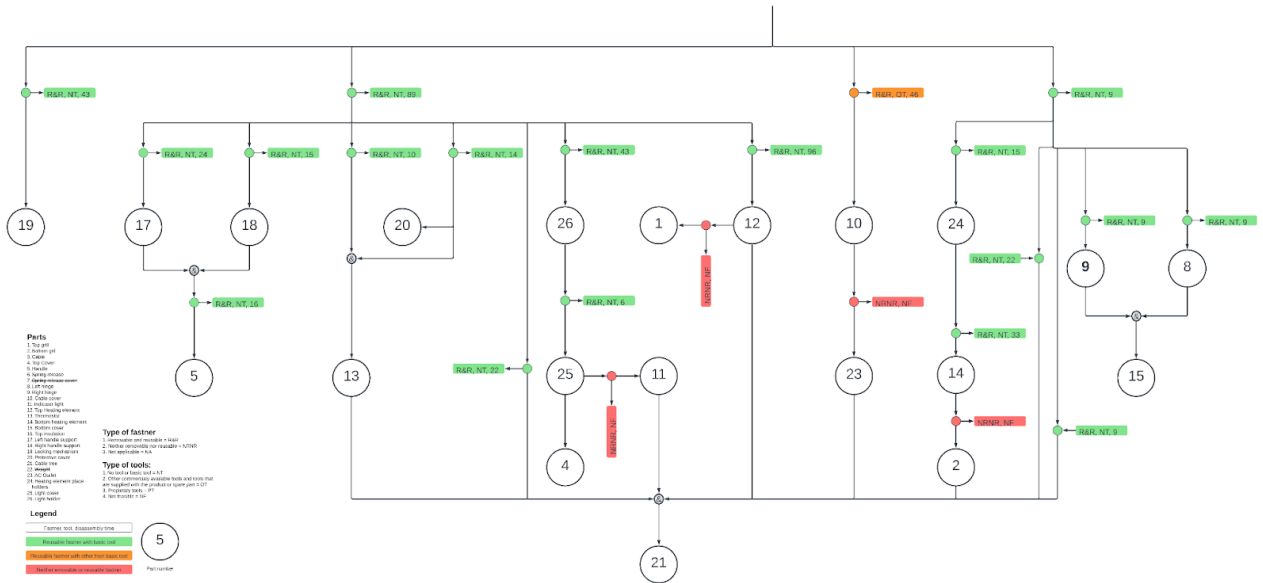 R&R, NT, 43
R&R, NT, 89
R&R, OT, 46
R&R, NT, 9
R&R, NT, 24
R&R, NT, 15
R&R, NT, 10
R&R, NT, 14
R&R, NT, 43
R&R, NT, 96
R&R, NT, 15
19
17
18
20
26
1
12
10
24
R&R, NT, 9
R&R, NT, 9
R&R, NT, 22
9
8
NRNR, NF
R&R, NT, 16
R&R, NT, 6
NRNR, NF
R&R, NT, 33
5
13
R&R, NT, 22
25
11
23
14
15
NRNR, NF
NRNR, NF
R&R, NT, 9
4
2
&
&
&
&
21
Parts
1. Top grill
2. Bottom grill
3. Cable
4. Top Cover
5. Handle
6. Spring release
7. Spring release cover
8. Left hinge
9. Right hinge
10. Cable cover
11. Indicator light
12. Top Heating element
13. Thermostat
14. Bottom heating element
15. Bottom cover
16. Top insulation
17. Left handle support
18. Right handle support
19. Locking mechanism
20. Protective cover
21. Cable tree
22. Weight
23. AC Outlet
24. Heating element place
holders
25. Light cover
26. Light holder
Type of fastner
1. Removable and reusable = R&R
2. Neither removable nor reusable = NRNR
3. Not applicable = NA
Type of tools:
1. No tool or basic tool = NT
2. Other commercially available tools and tools that
are supplied with the product or spare part = OT
3. Proprietary tools = PT
4. Not transfer = NF
Legend
Fastner, tool, disassembly time
Reusable fastner with basic tool
Reusable fastner with other than basic tool
Neither removable or reusable fastner
5
Part number